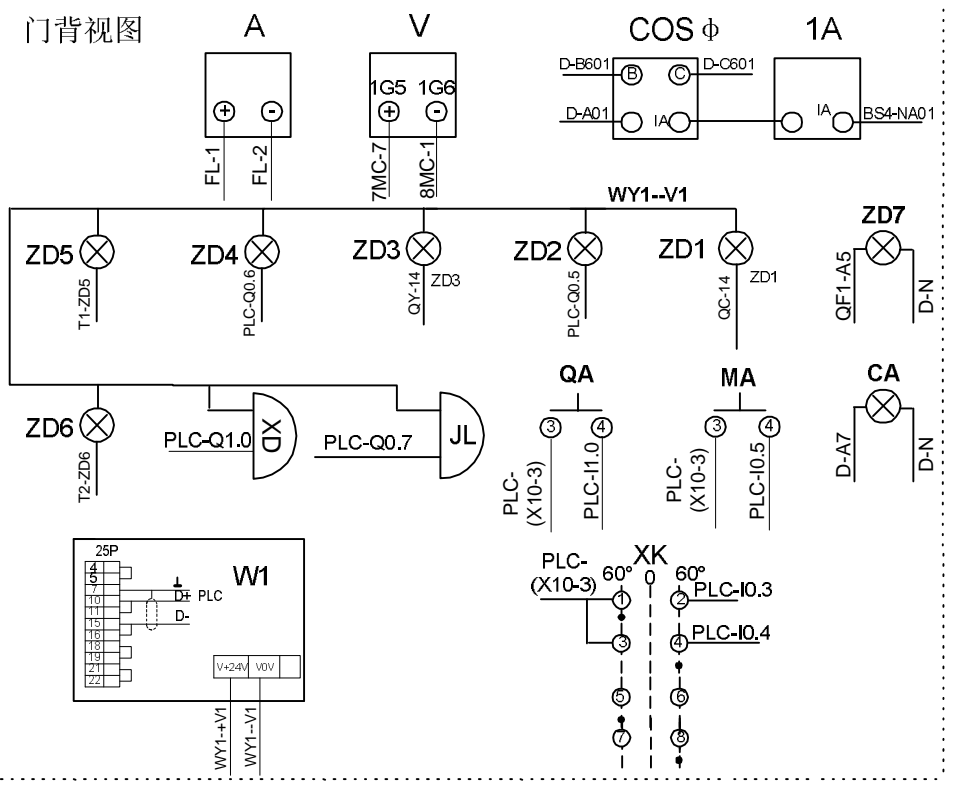 门背视图
A
V
COS φ
1A
D-B601
B
C
D-C601
1G5
1G6
+
-
+
-
D-A01
IA
IA
BS4-NA01
FL-1
FL-2
7MC-7
8MC-1
WY1--V1
ZD7
ZD5
ZD4
ZD3
ZD2
ZD1
T1-ZD5
PLC-Q0.6
QY-14
ZD3
PLC-Q0.5
QC-14
ZD1
QF1-A5
D-N
QA
MA
CA
ZD6
T2-ZD6
PLC-Q1.0
XD
PLC-Q0.7
JL
3
4
3
4
PLC-
(X10-3)
PLC-I1.0
PLC-
(X10-3)
PLC-I0.5
D-A7
D-N
25P
4
5
7
10
11
15
16
18
19
21
22
W1
D+ PLC
D-
V+24V
V0V
WY1-+V1
WY1--V1
XK
PLC-
(X10-3)
60°
0
60°
1
2
PLC-I0.3
3
4
PLC-I0.4
5
6
7
8